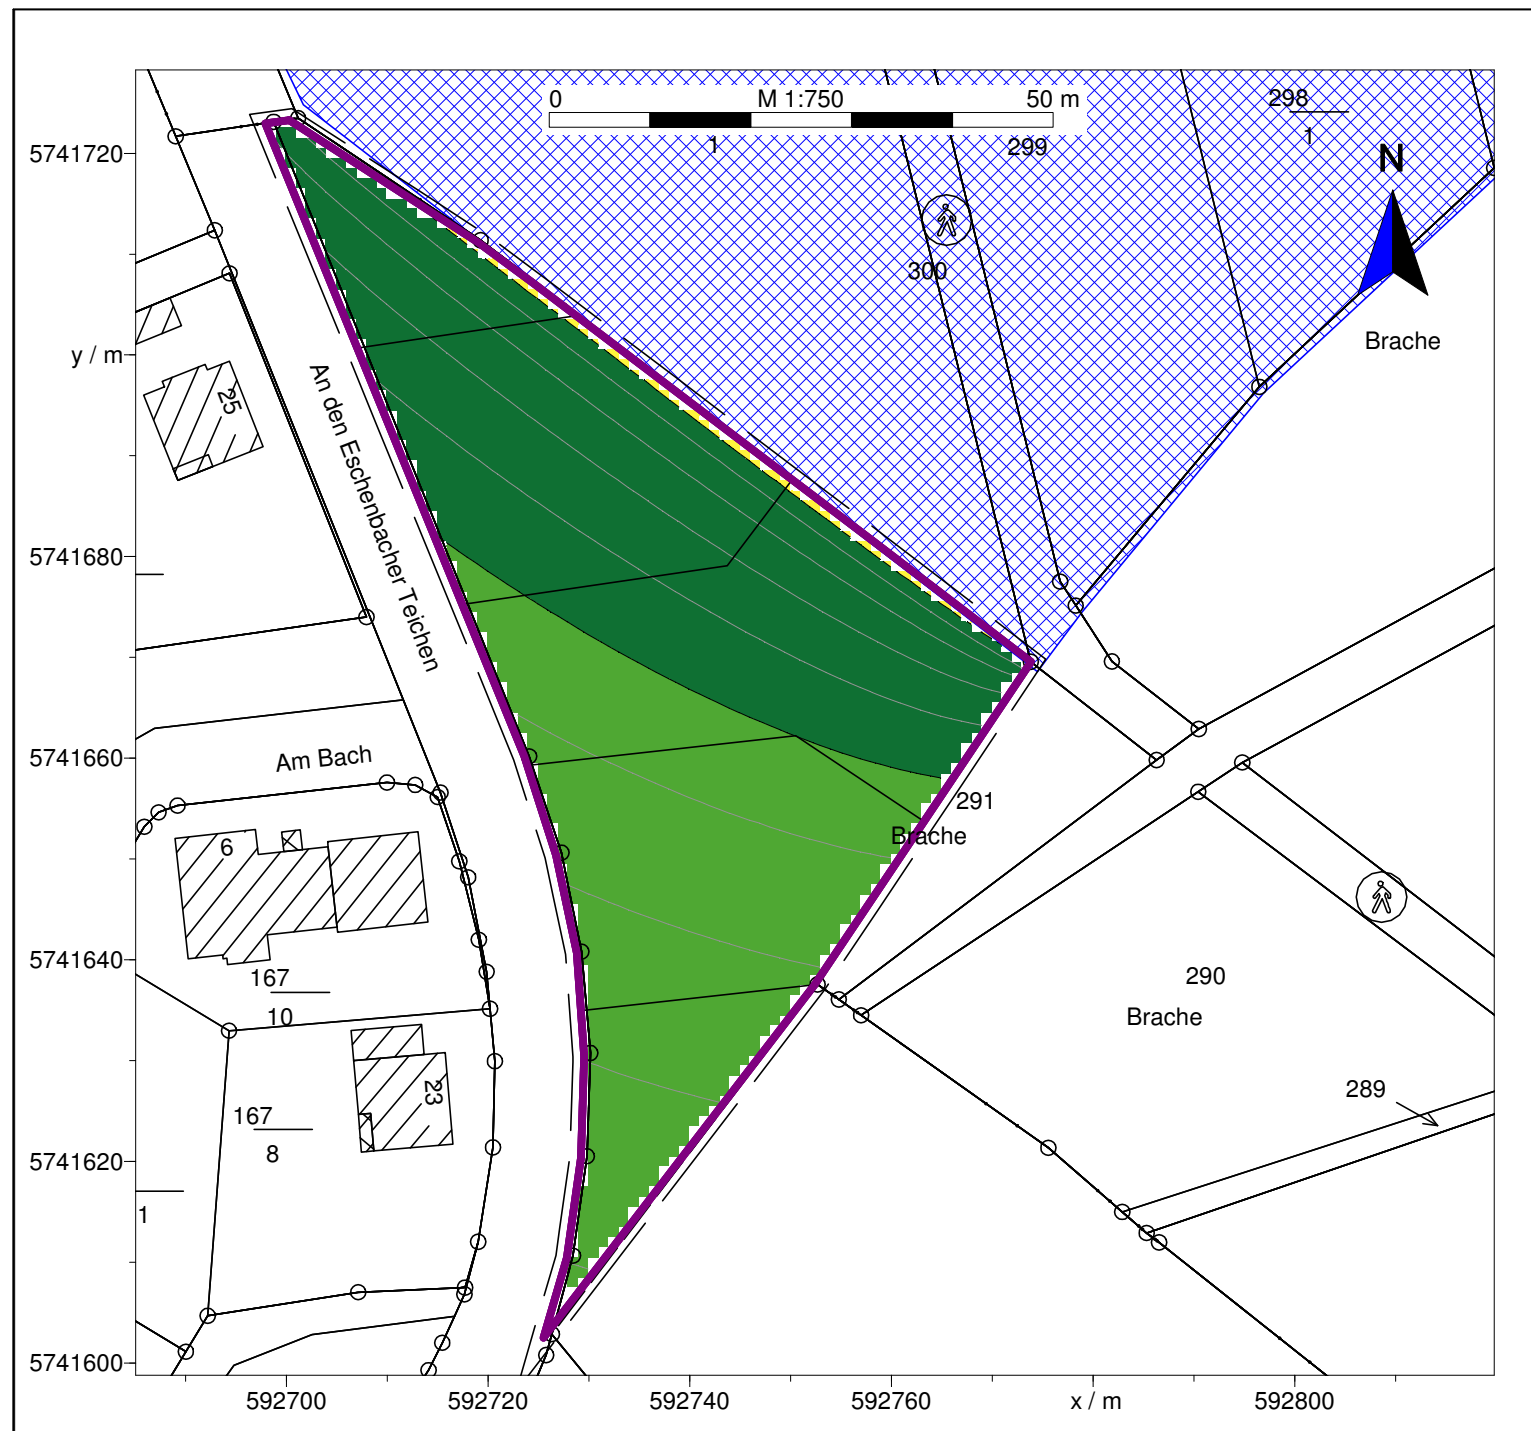 0 M 1:750 50 m
298
1
1
299
N
5741720
300
Brache
y / m
25
An den Eschenbacher Teichen
5741680
5741660
Am Bach
291
Brache
6
5741640
167
10
290
Brache
23
289
167
8
5741620
1
5741600
592700 592720 592740 592760 x / m 592800